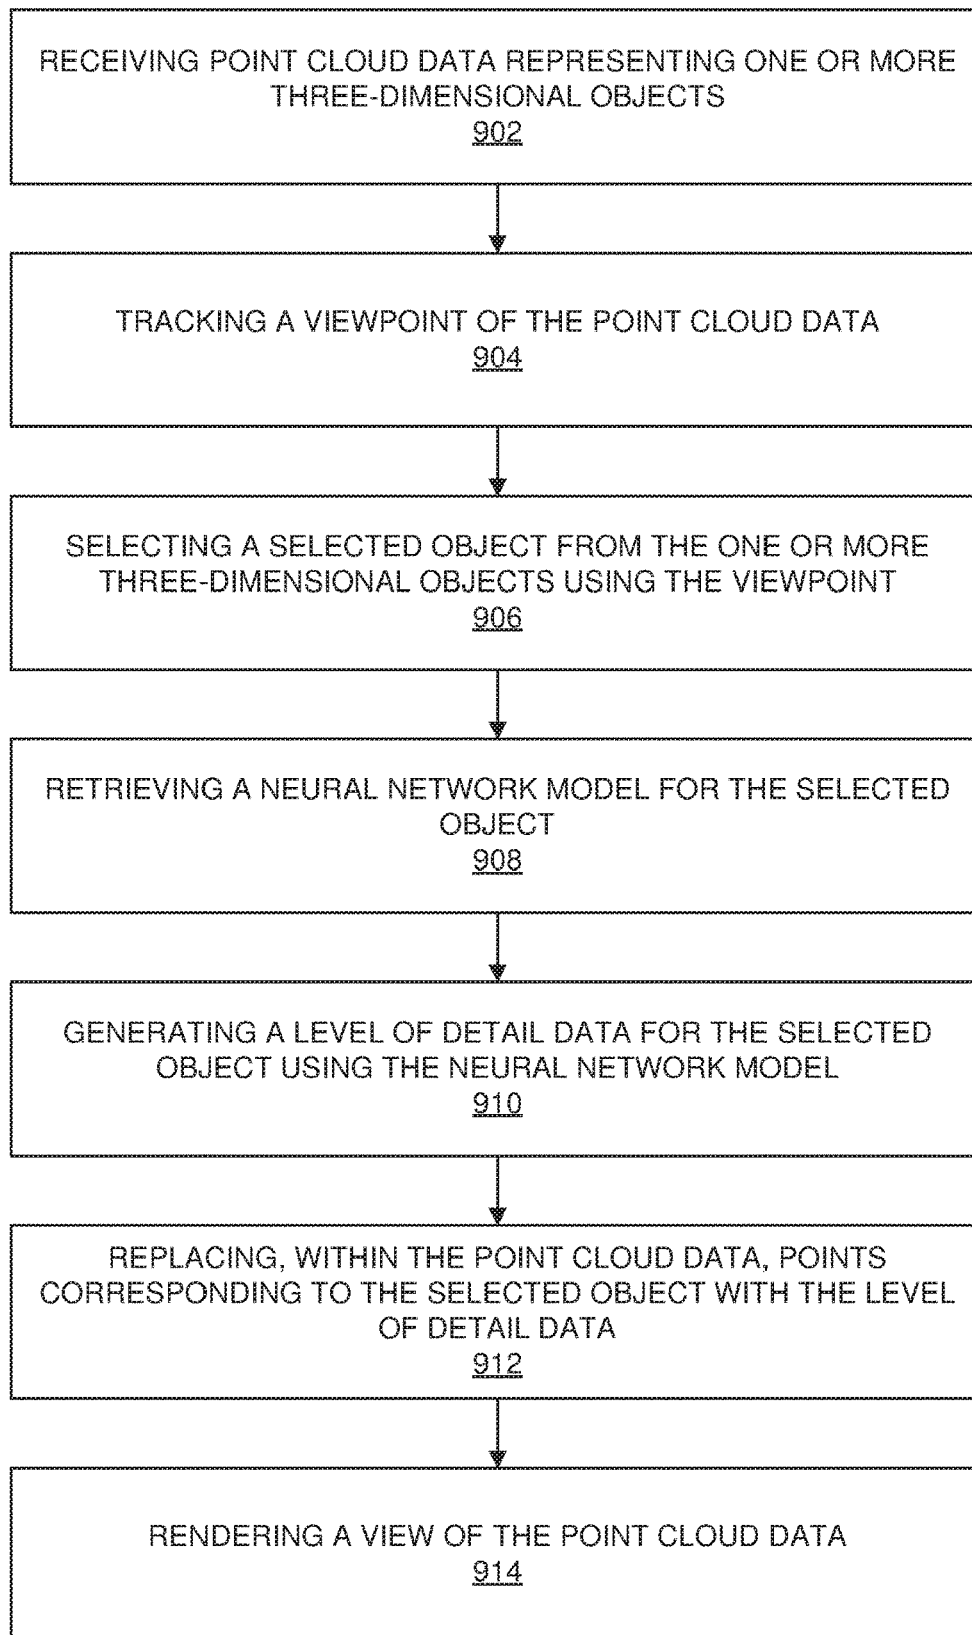 RECEIVING POINT CLOUD DATA REPRESENTING ONE OR MORE
THREE-DIMENSIONAL OBJECTS
902
TRACKING A VIEWPOINT OF THE POINT CLOUD DATA
904
SELECTING A SELECTED OBJECT FROM THE ONE OR MORE
THREE-DIMENSIONAL OBJECTS USING THE VIEWPOINT
906
RETRIEVING A NEURAL NETWORK MODEL FOR THE SELECTED
OBJECT
908
GENERATING A LEVEL OF DETAIL DATA FOR THE SELECTED
OBJECT USING THE NEURAL NETWORK MODEL
910
REPLACING, WITHIN THE POINT CLOUD DATA, POINTS
CORRESPONDING TO THE SELECTED OBJECT WITH THE LEVEL
OF DETAIL DATA
912
RENDERING A VIEW OF THE POINT CLOUD DATA
914